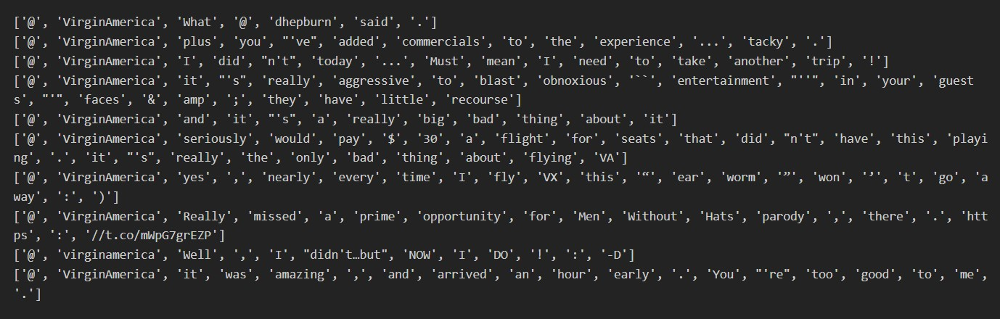 ['@', 'VirginAmerica', 'What', '@', 'dhepburn', 'said', '.']
['@', 'VirginAmerica', 'plus', 'you', "'ve", 'added', 'commercials', 'to', 'the', 'experience', '...', 'tacky', '.']
['@', 'VirginAmerica', 'I', 'did', "n't", 'today', '...', 'Must', 'mean', 'I', 'need', 'to', 'take', 'another', 'trip', '!']
['@', 'VirginAmerica', 'it', "'s", 'really', 'aggressive', 'to', 'blast', 'obnoxious', '``', 'entertainment', "''", 'in', 'your', 'guest
s', "'", 'faces', '&', 'amp', ';', 'they', 'have', 'little', 'recourse']
['@', 'VirginAmerica', 'and', 'it', "'s", 'a', 'really', 'big', 'bad', 'thing', 'about', 'it']
['@', 'VirginAmerica', 'seriously', 'would', 'pay', '$', '30', 'a', 'flight', 'for', 'seats', 'that', 'did', "n't", 'have', 'this', 'playi
ng', '.', 'it', "'s", 'really', 'the', 'only', 'bad', 'thing', 'about', 'flying', 'VA']
['@', 'VirginAmerica', 'yes', ',', 'nearly', 'every', 'time', 'I', 'fly', 'VX', 'this', '“', 'ear', 'worm', '”', 'won', '’', 't', 'go', 'a
way', ':', ')']
['@', 'VirginAmerica', 'Really', 'missed', 'a', 'prime', 'opportunity', 'for', 'Men', 'Without', 'Hats', 'parody', ',', 'there', '.', 'htt
ps', ':', '//t.co/mWpG7grEZP']
['@', 'virginamerica', 'Well', ',', 'I', "didn't…but", 'NOW', 'I', 'DO', '!', ':', '-D']
['@', 'VirginAmerica', 'it', 'was', 'amazing', ',', 'and', 'arrived', 'an', 'hour', 'early', '.', 'You', "'re", 'too', 'good', 'to', 'me',
'.']